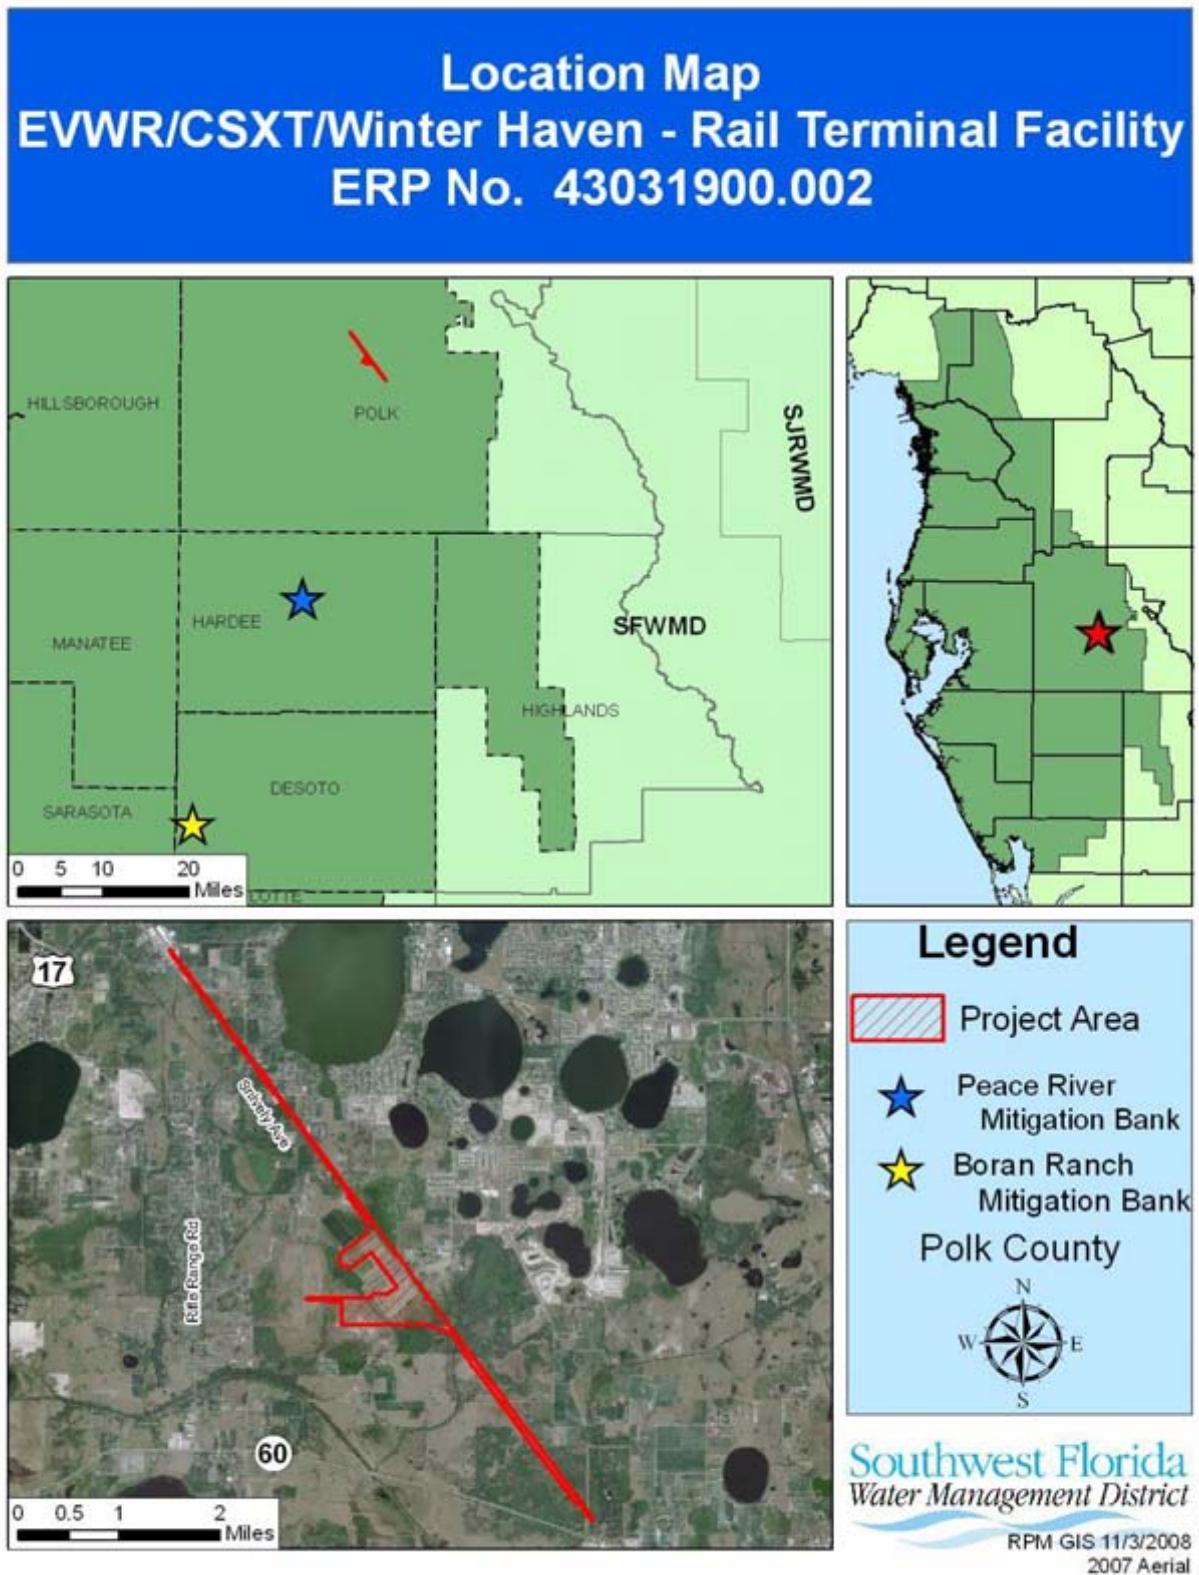 Location Map
EVWR/CSXT/Winter Haven - Rail Terminal Facility
ERP No. 43031900.002
HILLSBOROUGH
POLK
SJRWMD
MANATEE
HARDEE
SFWMD
HIGHLANDS
SARASOTA
DESOTO
0 5 10 20
Miles
LOTTE
17
Snively Ave
Rifle Range Rd
60
0 0.5 1 2
Miles
Legend
Project Area
Peace River
Mitigation Bank
Boran Ranch
Mitigation Bank
Polk County
N
W E
S
Southwest Florida
Water Management District
RPM GIS 11/3/2008
2007 Aerial